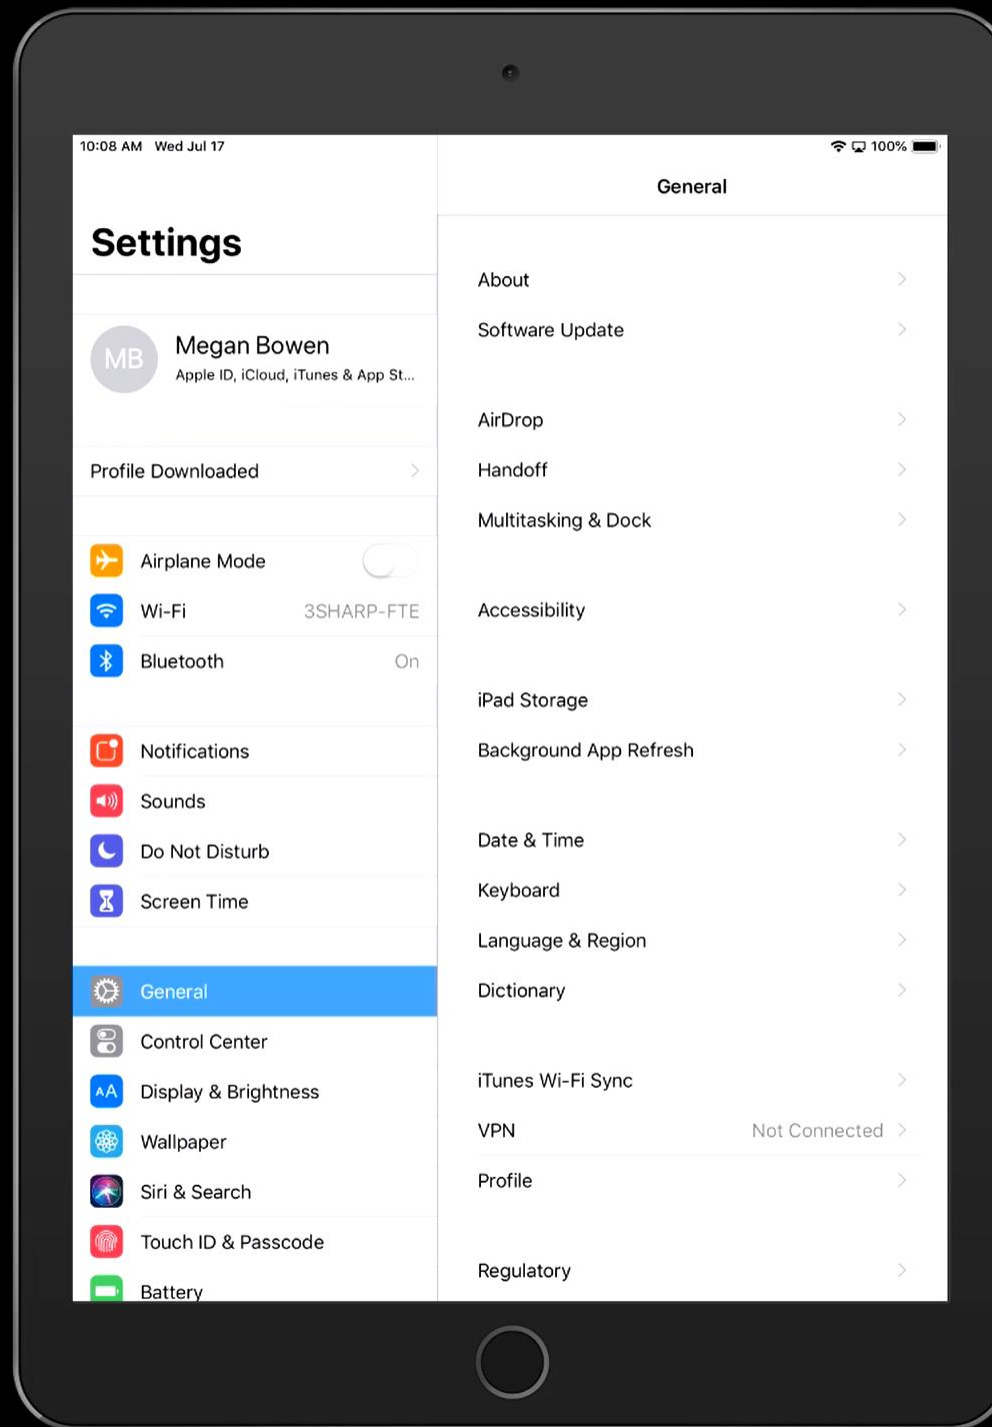 10:08 AM Wed Jul 17
100%
Settings
MB
Megan Bowen
Apple ID, iCloud, iTunes & App St...
Profile Downloaded
Airplane Mode
Wi-Fi 3SHARP-FTE
Bluetooth On
Notifications
Sounds
Do Not Disturb
Screen Time
General
Control Center
AA Display & Brightness
Wallpaper
Siri & Search
Touch ID & Passcode
Battery
General
About
Software Update
AirDrop
Handoff
Multitasking & Dock
Accessibility
iPad Storage
Background App Refresh
Date & Time
Keyboard
Language & Region
Dictionary
iTunes Wi-Fi Sync
VPN Not Connected
Profile
Regulatory